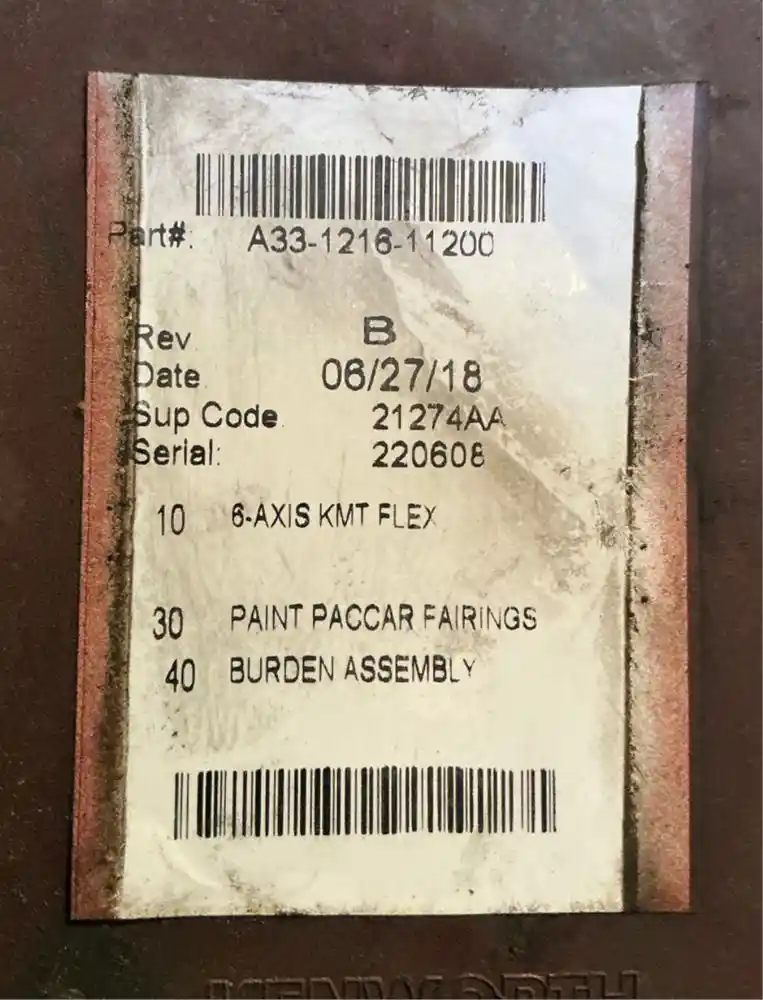 Part#: A33-1216-11200
Rev B
Date 06/27/18
Sup Code 21274AA
Serial: 220608
10 6-AXIS KMT FLEX
30 PAINT PACCAR FAIRINGS
40 BURDEN ASSEMBLY
KENWORTH